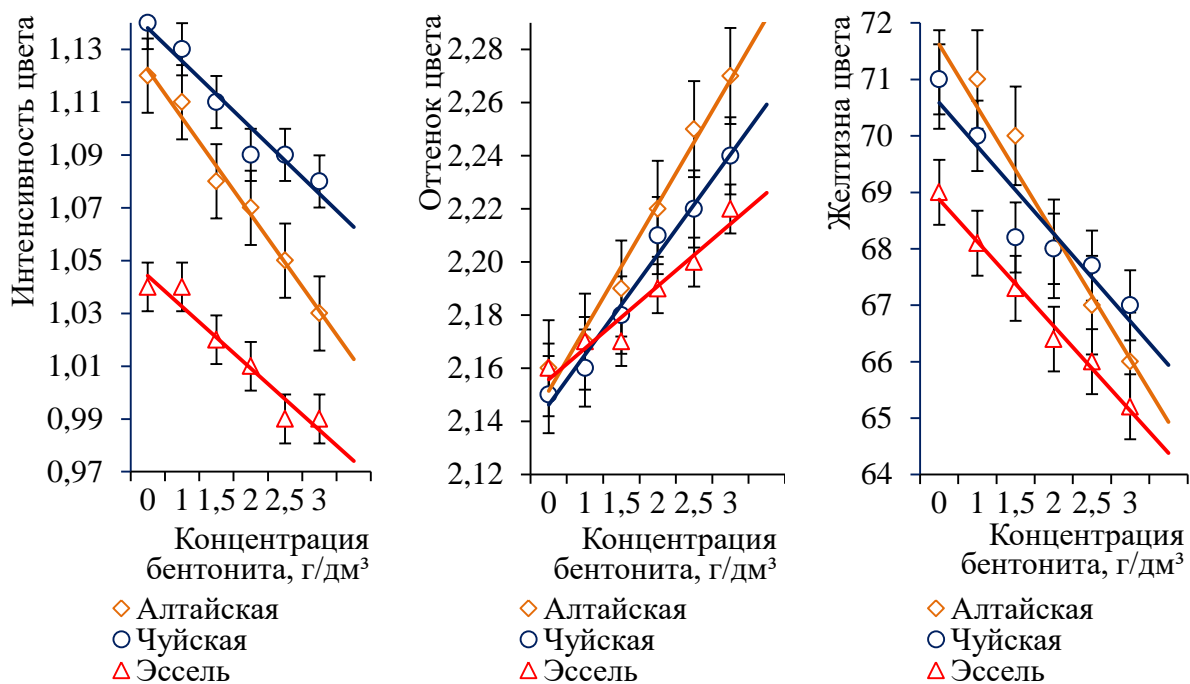 Интенсивность цвета
1,13
1,11
1,09
1,07
1,05
1,03
1,01
0,99
0,97
0 1 1,5 2 2,5 3
Концентрация
бентонита, г/дм³
Алтайская
Чуйская
Эссель
Оттенок цвета
2,28
2,26
2,24
2,22
2,20
2,18
2,16
2,14
2,12
0 1 1,5 2 2,5 3
Концентрация
бентонита, г/дм³
Алтайская
Чуйская
Эссель
Желтизна цвета
72
71
70
69
68
67
66
65
64
0 1 1,5 2 2,5 3
Концентрация
бентонита, г/дм³
Алтайская
Чуйская
Эссель